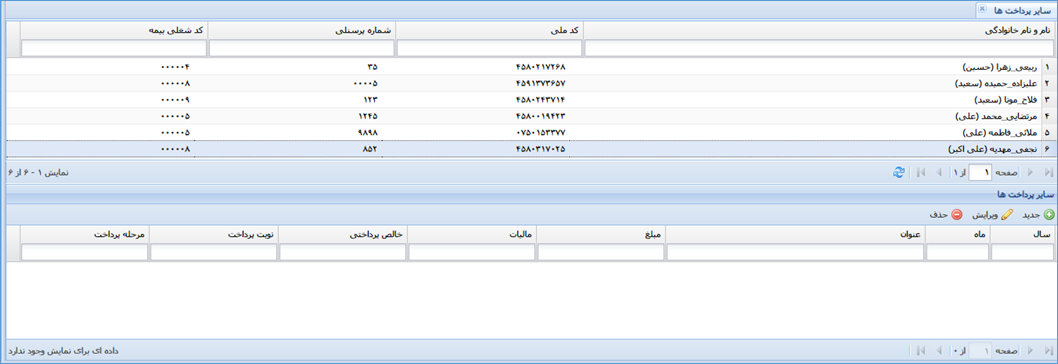 سایر پرداخت ها
نام و نام خانوادگی کد ملی شماره پرسنلی کد شغلی بیمه
۱ ربیعی_زهرا (حسین) ۴۵۸۰۲۱۷۲۶۸ ۳۵ ۰۰۰۰۰۴
۲ علیزاده_حمیده (سعید) ۴۵۹۱۳۷۳۶۵۷ ۰۰۰۰۵ ۰۰۰۰۰۸
۳ فلاح_مونا (سعید) ۴۵۸۰۲۴۳۷۱۴ ۱۲۳ ۰۰۰۰۰۹
۴ مرتضایی_محمد (علی) ۴۵۸۰۰۱۹۴۲۳ ۱۲۴۵ ۰۰۰۰۰۵
۵ ملائی_فاطمه (علی) ۰۷۵۰۱۵۳۳۷۷ ۹۸۹۸ ۰۰۰۰۰۵
۶ نجفی_مهدیه (علی اکبر) ۴۵۸۰۳۱۷۰۲۵ ۸۵۲ ۰۰۰۰۰۸
صفحه ۱ از ۱ نمایش ۱ - ۶ از ۶
سایر پرداخت ها
جدید ویرایش حذف
سال ماه عنوان مبلغ مالیات خالص پرداختی نوبت پرداخت مرحله پرداخت
صفحه ۱ از ۰ داده ای برای نمایش وجود ندارد